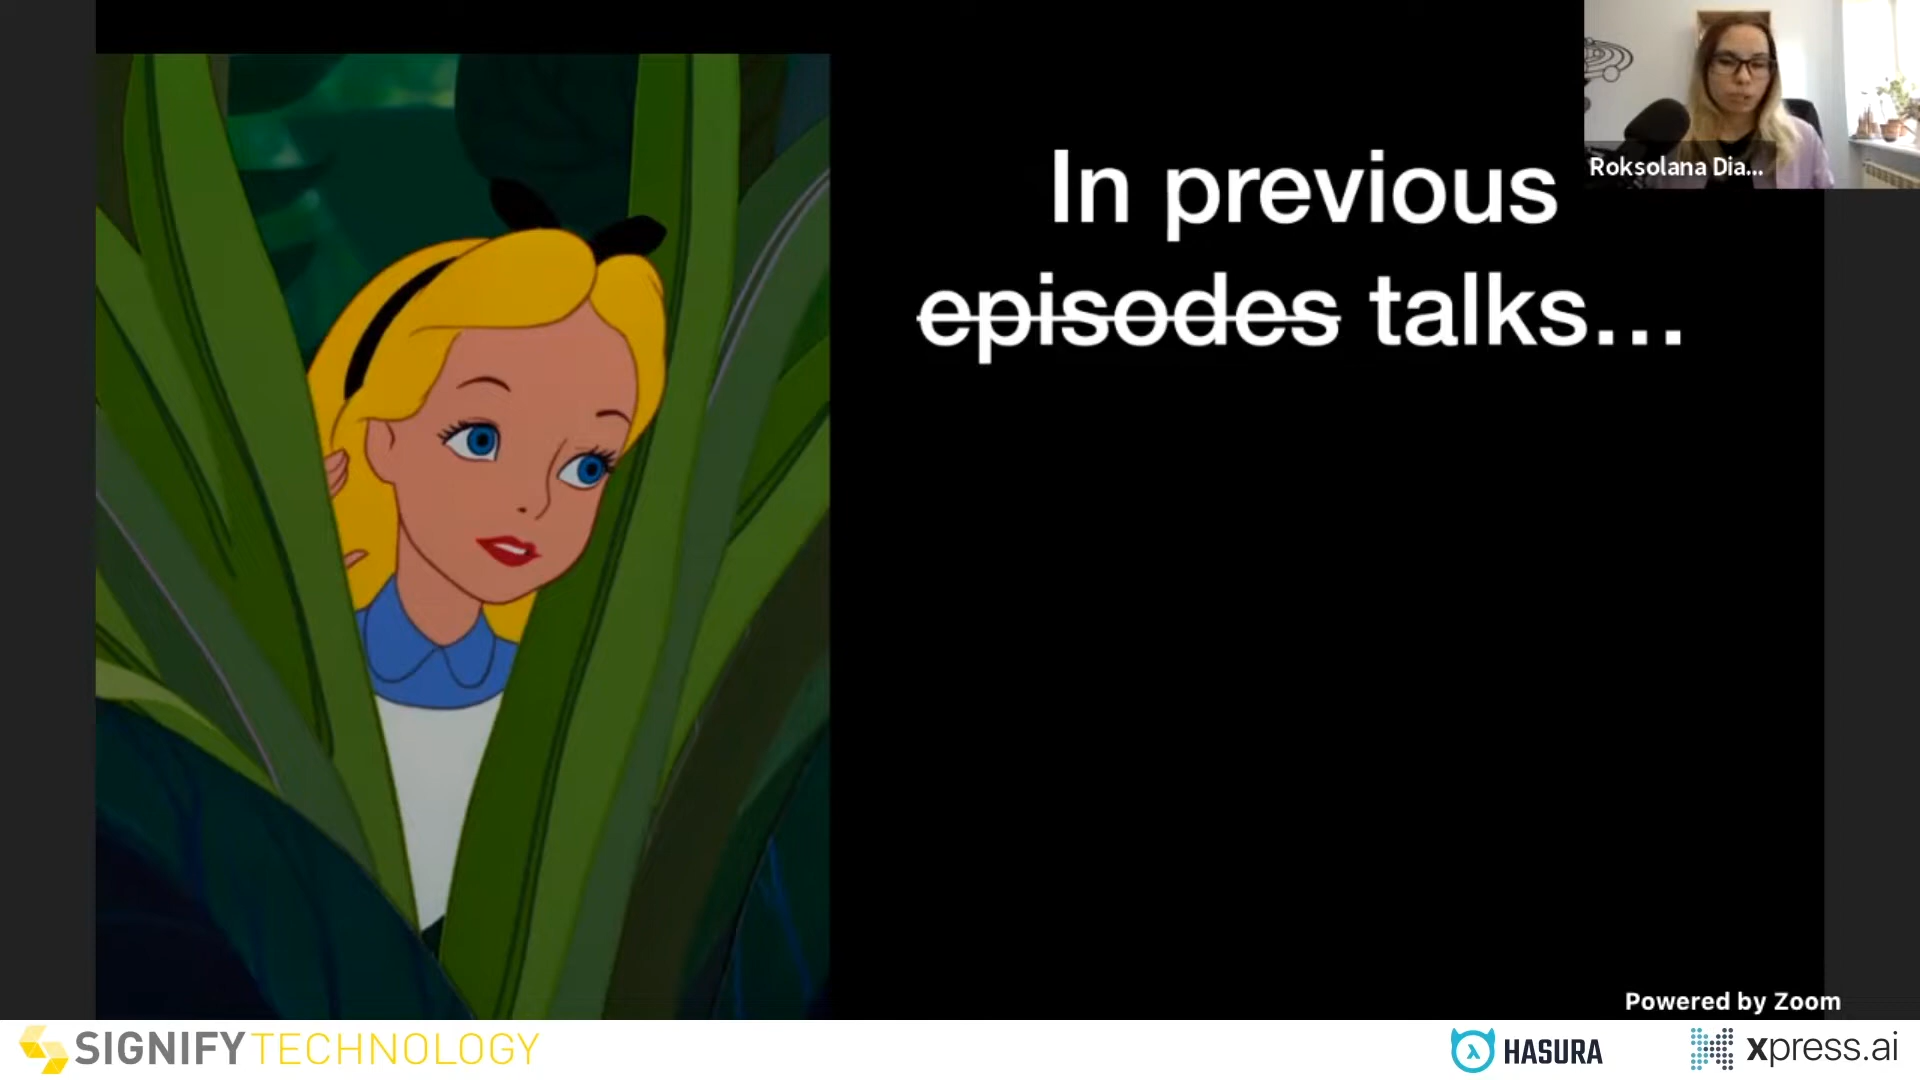 In previous
episodes talks...
Roksolana Dia...
Powered by Zoom
SIGNIFY TECHNOLOGY
HASURA
xpress.ai